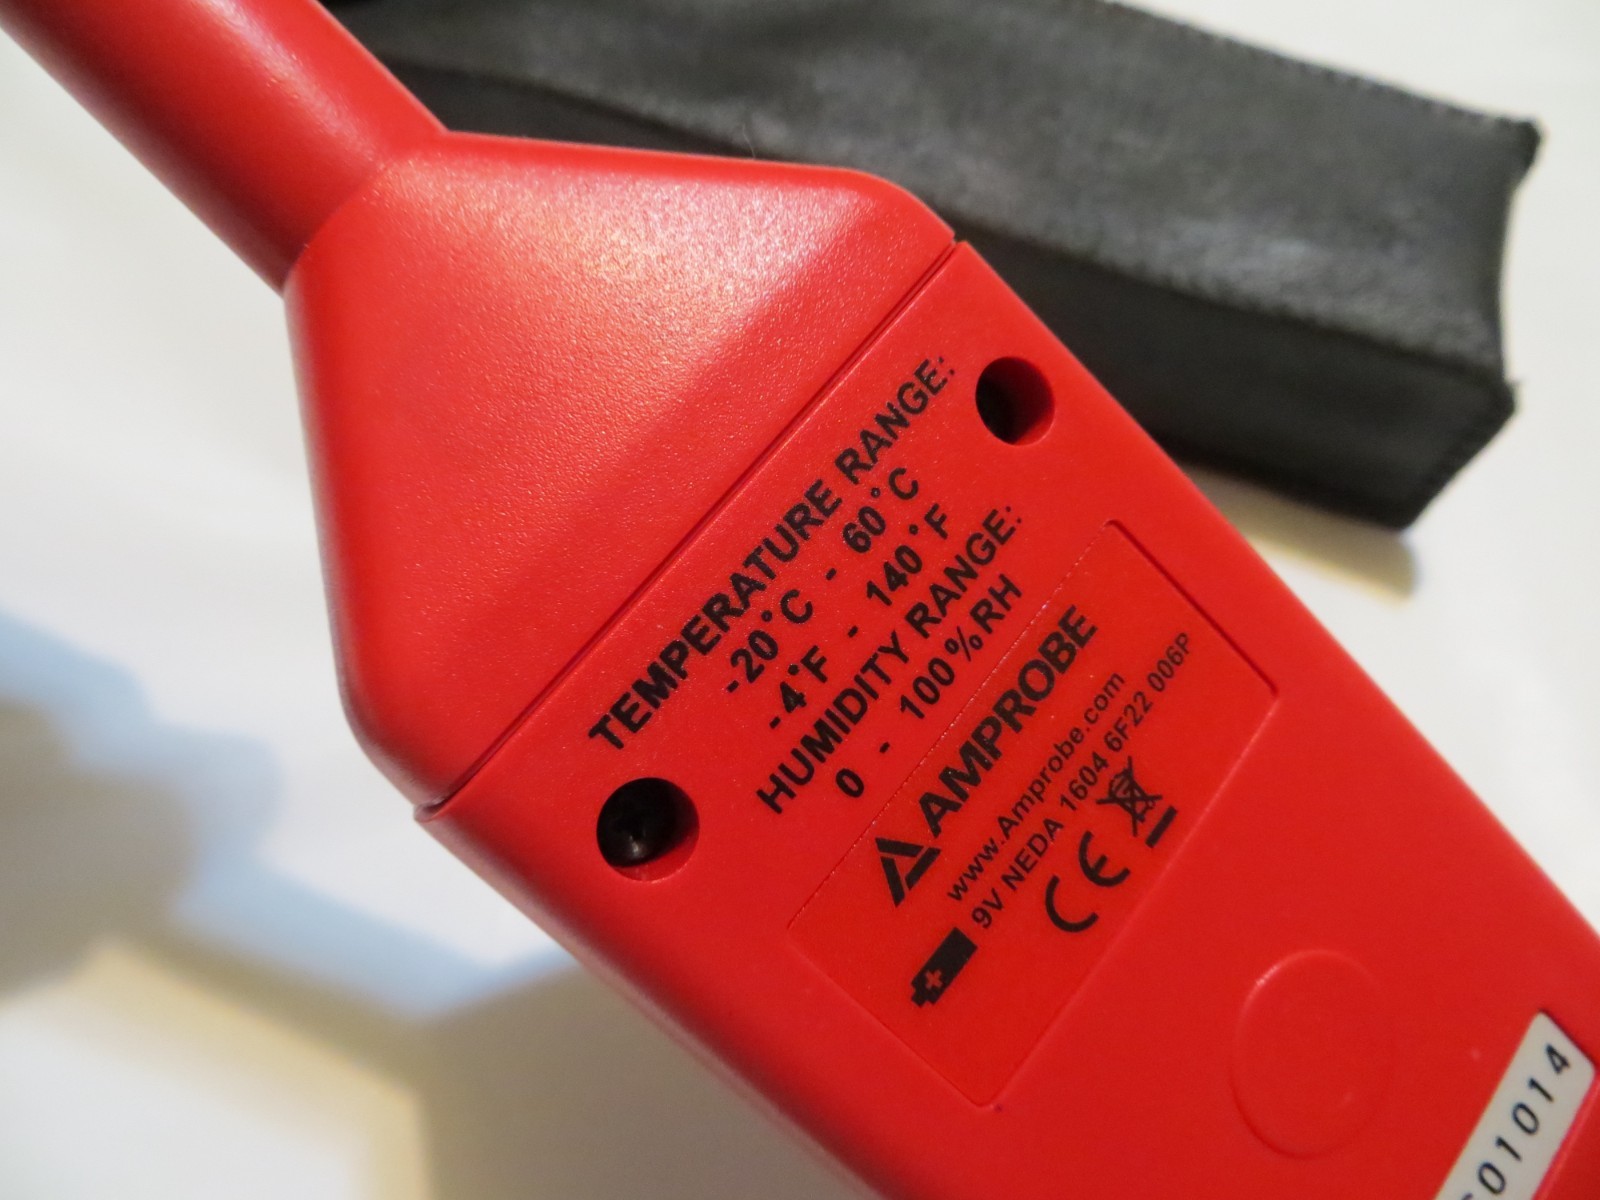 TEMPERATURE RANGE:
-20°C - 60°C
-4°F - 140°F
HUMIDITY RANGE:
0 - 100%RH
AMPROBE
www.Amprobe.com
9V NEDA 1604 6F22 006P
CE
01014